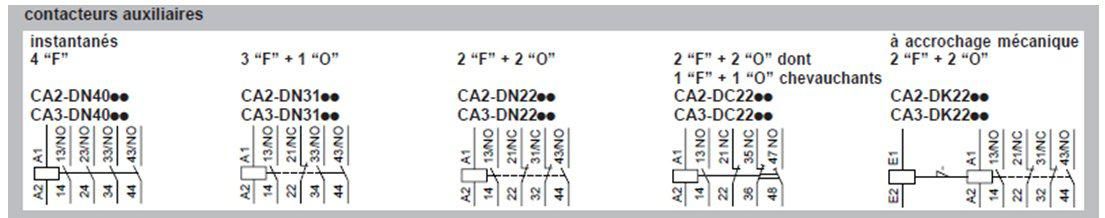 contacteurs auxiliaires
instantanés
4 “F”
CA2-DN40●●
CA3-DN40●●
A1 13/NO 23/NO 33/NO 43/NO
A2 14 24 34 44
3 “F” + 1 “O”
CA2-DN31●●
CA3-DN31●●
A1 13/NO 21/NC 33/NO 43/NO
A2 14 22 34 44
2 “F” + 2 “O”
CA2-DN22●●
CA3-DN22●●
A1 13/NO 21/NC 31/NC 43/NO
A2 14 22 32 44
2 “F” + 2 “O” dont
1 “F” + 1 “O” chevauchants
CA2-DC22●●
CA3-DC22●●
A1 13/NO 21 NC 35 NC 47 NO
A2 14 22 36 48
à accrochage mécanique
2 “F” + 2 “O”
CA2-DK22●●
CA3-DK22●●
E1 A1 13/NO 21/NC 31/NC 43/NO
E2 A2 14 22 32 44